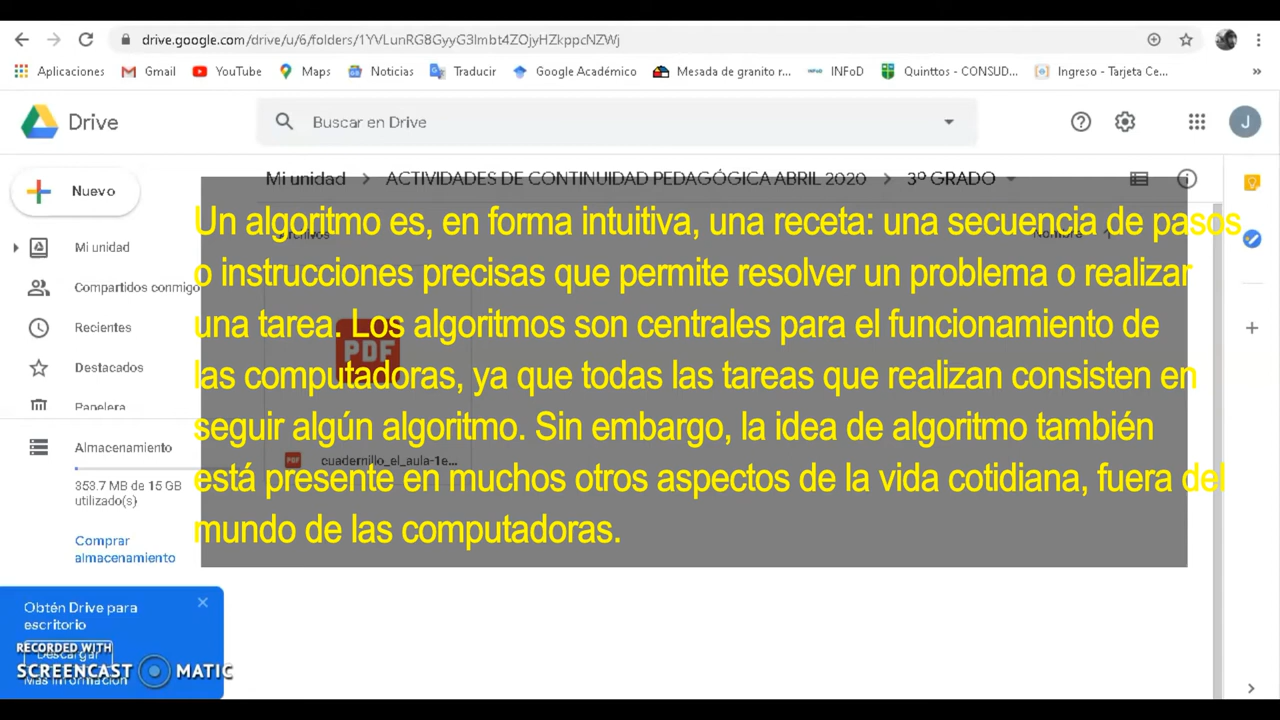 drive.google.com/drive/u/6/folders/1YVLunRG8GyyG3lmbt4ZOjyHZkppcNZWj
Aplicaciones Gmail YouTube Maps Noticias Traducir Google Académico Mesada de granito r... INFoD Quinttos - CONSUD... Ingreso - Tarjeta Ce... »
Drive
Buscar en Drive
J
Nuevo
Mi unidad > ACTIVIDADES DE CONTINUIDAD PEDAGÓGICA ABRIL 2020 > 3º GRADO
Un algoritmo es, en forma intuitiva, una receta: una secuencia de pasos
o instrucciones precisas que permite resolver un problema o realizar
una tarea. Los algoritmos son centrales para el funcionamiento de
las computadoras, ya que todas las tareas que realizan consisten en
seguir algún algoritmo. Sin embargo, la idea de algoritmo también
está presente en muchos otros aspectos de la vida cotidiana, fuera del
mundo de las computadoras.
Nombre
PDF
cuadernillo_el_aula-1e...
Mi unidad
Compartidos conmigo
Recientes
Destacados
Papelera
Almacenamiento
353.7 MB de 15 GB
utilizado(s)
Comprar
almacenamiento
Obtén Drive para
escritorio
Descargar
Más información
RECORDED WITH
SCREENCAST MATIC